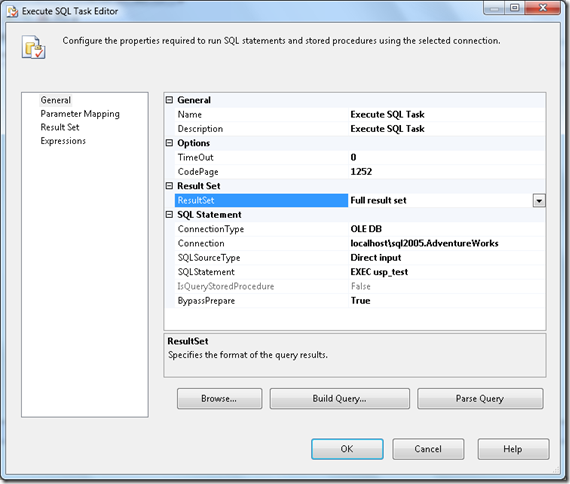 Execute SQL Task Editor
Configure the properties required to run SQL statements and stored procedures using the selected connection.
General
Parameter Mapping
Result Set
Expressions
General
Name Execute SQL Task
Description Execute SQL Task
Options
TimeOut 0
CodePage 1252
Result Set
ResultSet Full result set
SQL Statement
ConnectionType OLE DB
Connection localhost\sql2005.AdventureWorks
SQLSourceType Direct input
SQLStatement EXEC usp_test
IsQueryStoredProcedure False
BypassPrepare True
ResultSet
Specifies the format of the query results.
Browse... Build Query... Parse Query
OK Cancel Help